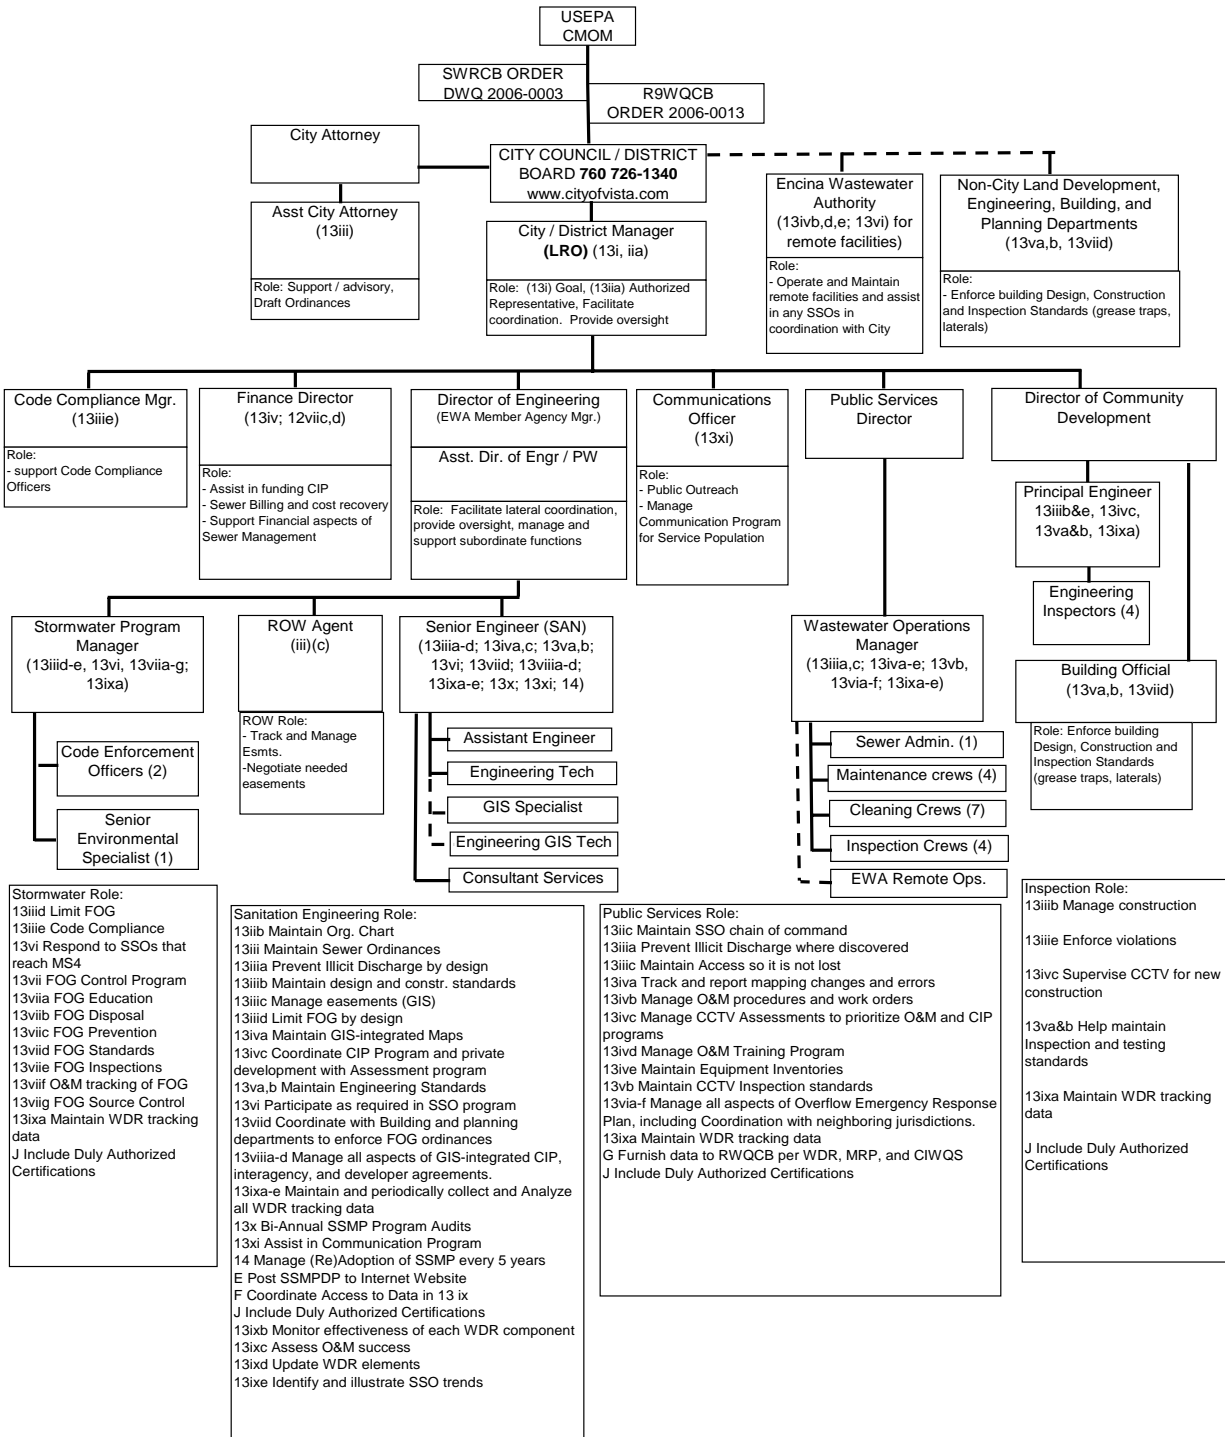 USEPA
CMOM
SWRCB ORDER
DWQ 2006-0003
R9WQCB
ORDER 2006-0013
City Attorney
CITY COUNCIL / DISTRICT
BOARD 760 726-1340
www.cityofvista.com
Encina Wastewater
Authority
(13ivb,d,e; 13vi) for
remote facilities)
Role:
- Operate and Maintain
remote facilities and assist
in any SSOs in
coordination with City
Non-City Land Development,
Engineering, Building, and
Planning Departments
(13va,b, 13viid)
Role:
- Enforce building Design, Construction
and Inspection Standards (grease traps,
laterals)
Asst City Attorney
(13iii)
Role: Support / advisory,
Draft Ordinances
City / District Manager
(LRO) (13i, iia)
Role:  (13i) Goal, (13iia) Authorized
Representative, Facilitate
coordination.  Provide oversight
Code Compliance Mgr.
(13iiie)
Role:
- support Code Compliance
Officers
Finance Director
(13iv; 12viic,d)
Role:
- Assist in funding CIP
- Sewer Billing and cost recovery
- Support Financial aspects of
Sewer Management
Director of Engineering
(EWA Member Agency Mgr.)
Asst. Dir. of Engr / PW
Role:  Facilitate lateral coordination,
provide oversight, manage and
support subordinate functions
Communications
Officer
(13xi)
Role:
- Public Outreach
- Manage
Communication Program
for Service Population
Public Services
Director
Director of Community
Development
Principal Engineer
13iiib&e, 13ivc,
13va&b, 13ixa)
Engineering
Inspectors (4)
Stormwater Program
Manager
(13iiid-e, 13vi, 13viia-g;
13ixa)
ROW Agent
(iii)(c)
ROW Role:
- Track and Manage
Esmts.
-Negotiate needed
easements
Senior Engineer (SAN)
(13iiia-d; 13iva,c; 13va,b;
13vi; 13viid; 13viiia-d;
13ixa-e; 13x; 13xi; 14)
Wastewater Operations
Manager
(13iiia,c; 13iva-e; 13vb,
13via-f; 13ixa-e)
Building Official
(13va,b, 13viid)
Role: Enforce building
Design, Construction and
Inspection Standards
(grease traps, laterals)
Code Enforcement
Officers (2)
Senior
Environmental
Specialist (1)
Assistant Engineer
Engineering Tech
GIS Specialist
Engineering GIS Tech
Consultant Services
Sewer Admin. (1)
Maintenance crews (4)
Cleaning Crews (7)
Inspection Crews (4)
EWA Remote Ops.
Stormwater Role:
13iiid Limit FOG
13iiie Code Compliance
13vi Respond to SSOs that
reach MS4
13vii FOG Control Program
13viia FOG Education
13viib FOG Disposal
13viic FOG Prevention
13viid FOG Standards
13viie FOG Inspections
13viif O&M tracking of FOG
13viig FOG Source Control
13ixa Maintain WDR tracking
data
J Include Duly Authorized
Certifications
Sanitation Engineering Role:
13iib Maintain Org. Chart
13iii Maintain Sewer Ordinances
13iiia Prevent Illicit Discharge by design
13iiib Maintain design and constr. standards
13iiic Manage easements (GIS)
13iiid Limit FOG by design
13iva Maintain GIS-integrated Maps
13ivc Coordinate CIP Program and private
development with Assessment program
13va,b Maintain Engineering Standards
13vi Participate as required in SSO program
13viid Coordinate with Building and planning
departments to enforce FOG ordinances
13viiia-d Manage all aspects of GIS-integrated CIP,
interagency, and developer agreements.
13ixa-e Maintain and periodically collect and Analyze
all WDR tracking data
13x Bi-Annual SSMP Program Audits
13xi Assist in Communication Program
14 Manage (Re)Adoption of SSMP every 5 years
E Post SSMPDP to Internet Website
F Coordinate Access to Data in 13 ix
J Include Duly Authorized Certifications
13ixb Monitor effectiveness of each WDR component
13ixc Assess O&M success
13ixd Update WDR elements
13ixe Identify and illustrate SSO trends
Public Services Role:
13iic Maintain SSO chain of command
13iiia Prevent Illicit Discharge where discovered
13iiic Maintain Access so it is not lost
13iva Track and report mapping changes and errors
13ivb Manage O&M procedures and work orders
13ivc Manage CCTV Assessments to prioritize O&M and CIP
programs
13ivd Manage O&M Training Program
13ive Maintain Equipment Inventories
13vb Maintain CCTV Inspection standards
13via-f Manage all aspects of Overflow Emergency Response
Plan, including Coordination with neighboring jurisdictions.
13ixa Maintain WDR tracking data
G Furnish data to RWQCB per WDR, MRP, and CIWQS
J Include Duly Authorized Certifications
Inspection Role:
13iiib Manage construction
13iiie Enforce violations
13ivc Supervise CCTV for new
construction
13va&b Help maintain
Inspection and testing
standards
13ixa Maintain WDR tracking
data
J Include Duly Authorized
Certifications